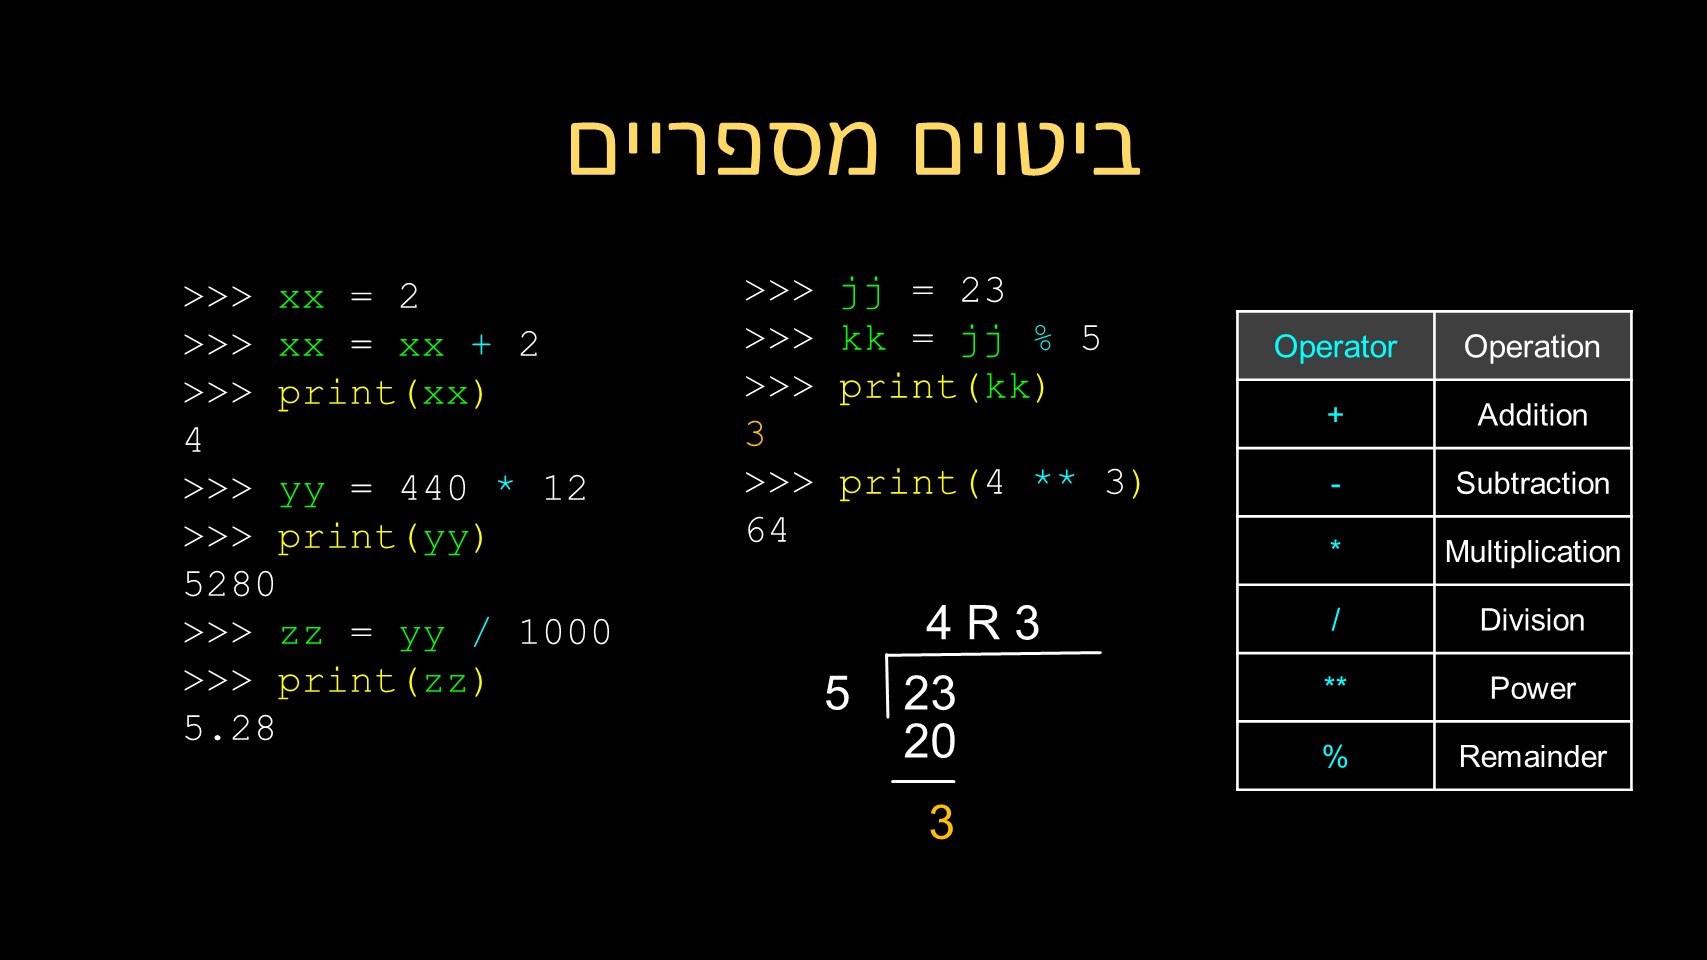 ביטוים מספריים
>>> xx = 2
>>> xx = xx + 2
>>> print(xx)
4
>>> yy = 440 * 12
>>> print(yy)
5280
>>> zz = yy / 1000
>>> print(zz)
5.28
>>> jj = 23
>>> kk = jj % 5
>>> print(kk)
3
>>> print(4 ** 3)
64
4 R 3
5 23
20
3
Operator Operation
+ Addition
- Subtraction
* Multiplication
/ Division
** Power
% Remainder